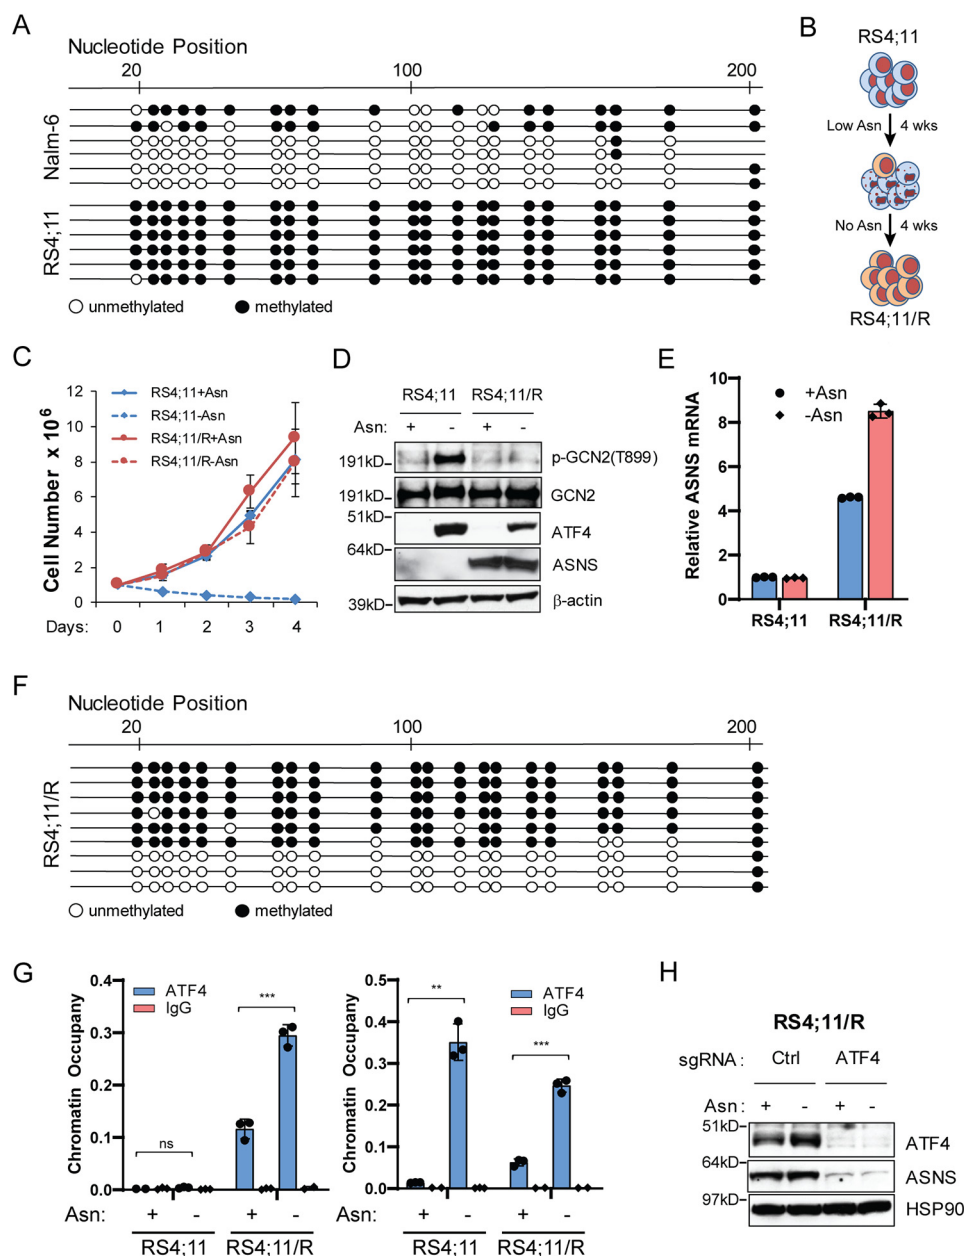 A
Nucleotide Position
20 100 200
Nalm-6
RS4;11
unmethylated methylated
B
RS4;11
Low Asn 4 wks
No Asn 4 wks
RS4;11/R
C
Cell Number x 10⁶
12
10
8
6
4
2
0
RS4;11+Asn
RS4;11-Asn
RS4;11/R+Asn
RS4;11/R-Asn
Days: 0 1 2 3 4
D
RS4;11 RS4;11/R
Asn: + - + -
191kD p-GCN2(T899)
191kD GCN2
51kD ATF4
64kD ASNS
39kD β-actin
E
Relative ASNS mRNA
10
8
6
4
2
0
+Asn
-Asn
RS4;11 RS4;11/R
F
Nucleotide Position
20 100 200
RS4;11/R
unmethylated methylated
G
Chromatin Occupany
0.4
0.3
0.2
0.1
0.0
ATF4
IgG
ns
***
Asn: + - + -
RS4;11 RS4;11/R
Chromatin Occupany
0.5
0.4
0.3
0.2
0.1
0.0
ATF4
IgG
**
***
Asn: + - + -
RS4;11 RS4;11/R
H
RS4;11/R
sgRNA: Ctrl ATF4
Asn: + - + -
51kD ATF4
64kD ASNS
97kD HSP90